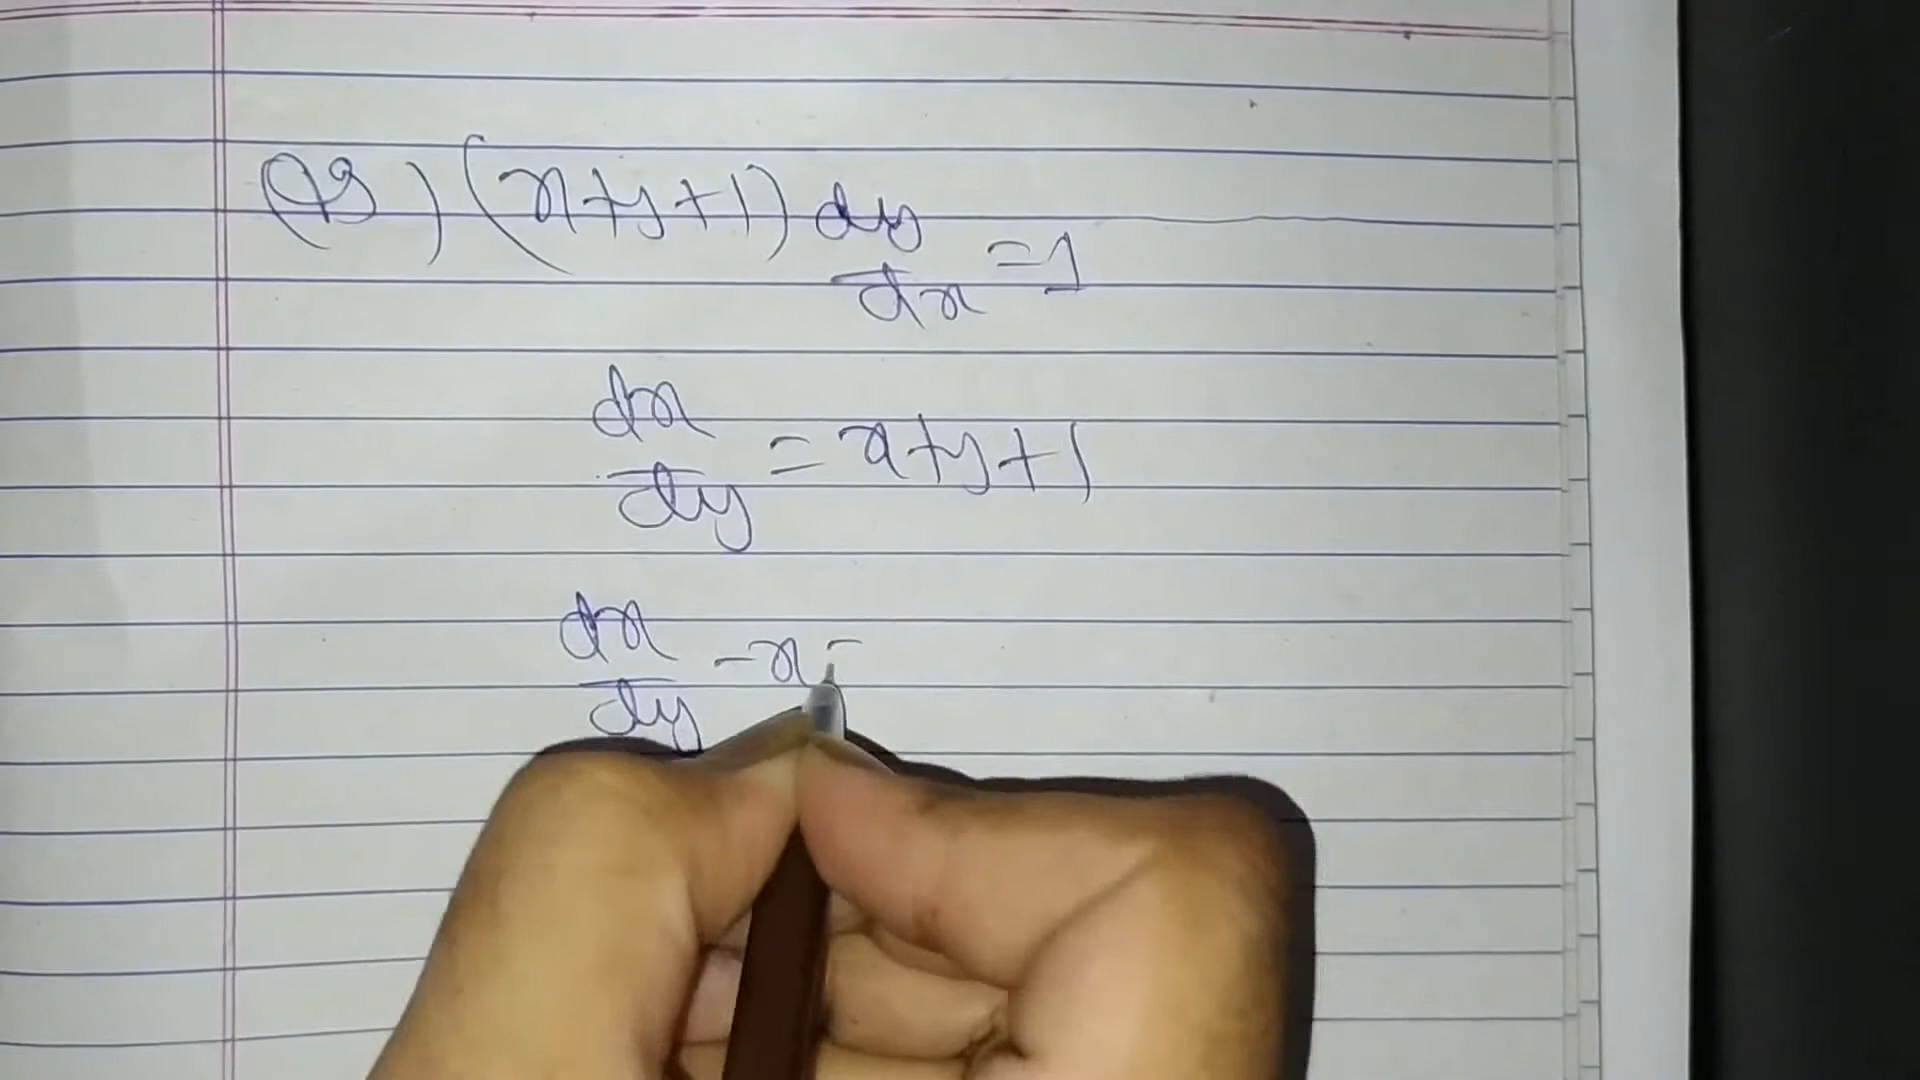 Q3) (x+y+1) dy/dx = 1
dx/dy = x+y+1
dx/dy - x =